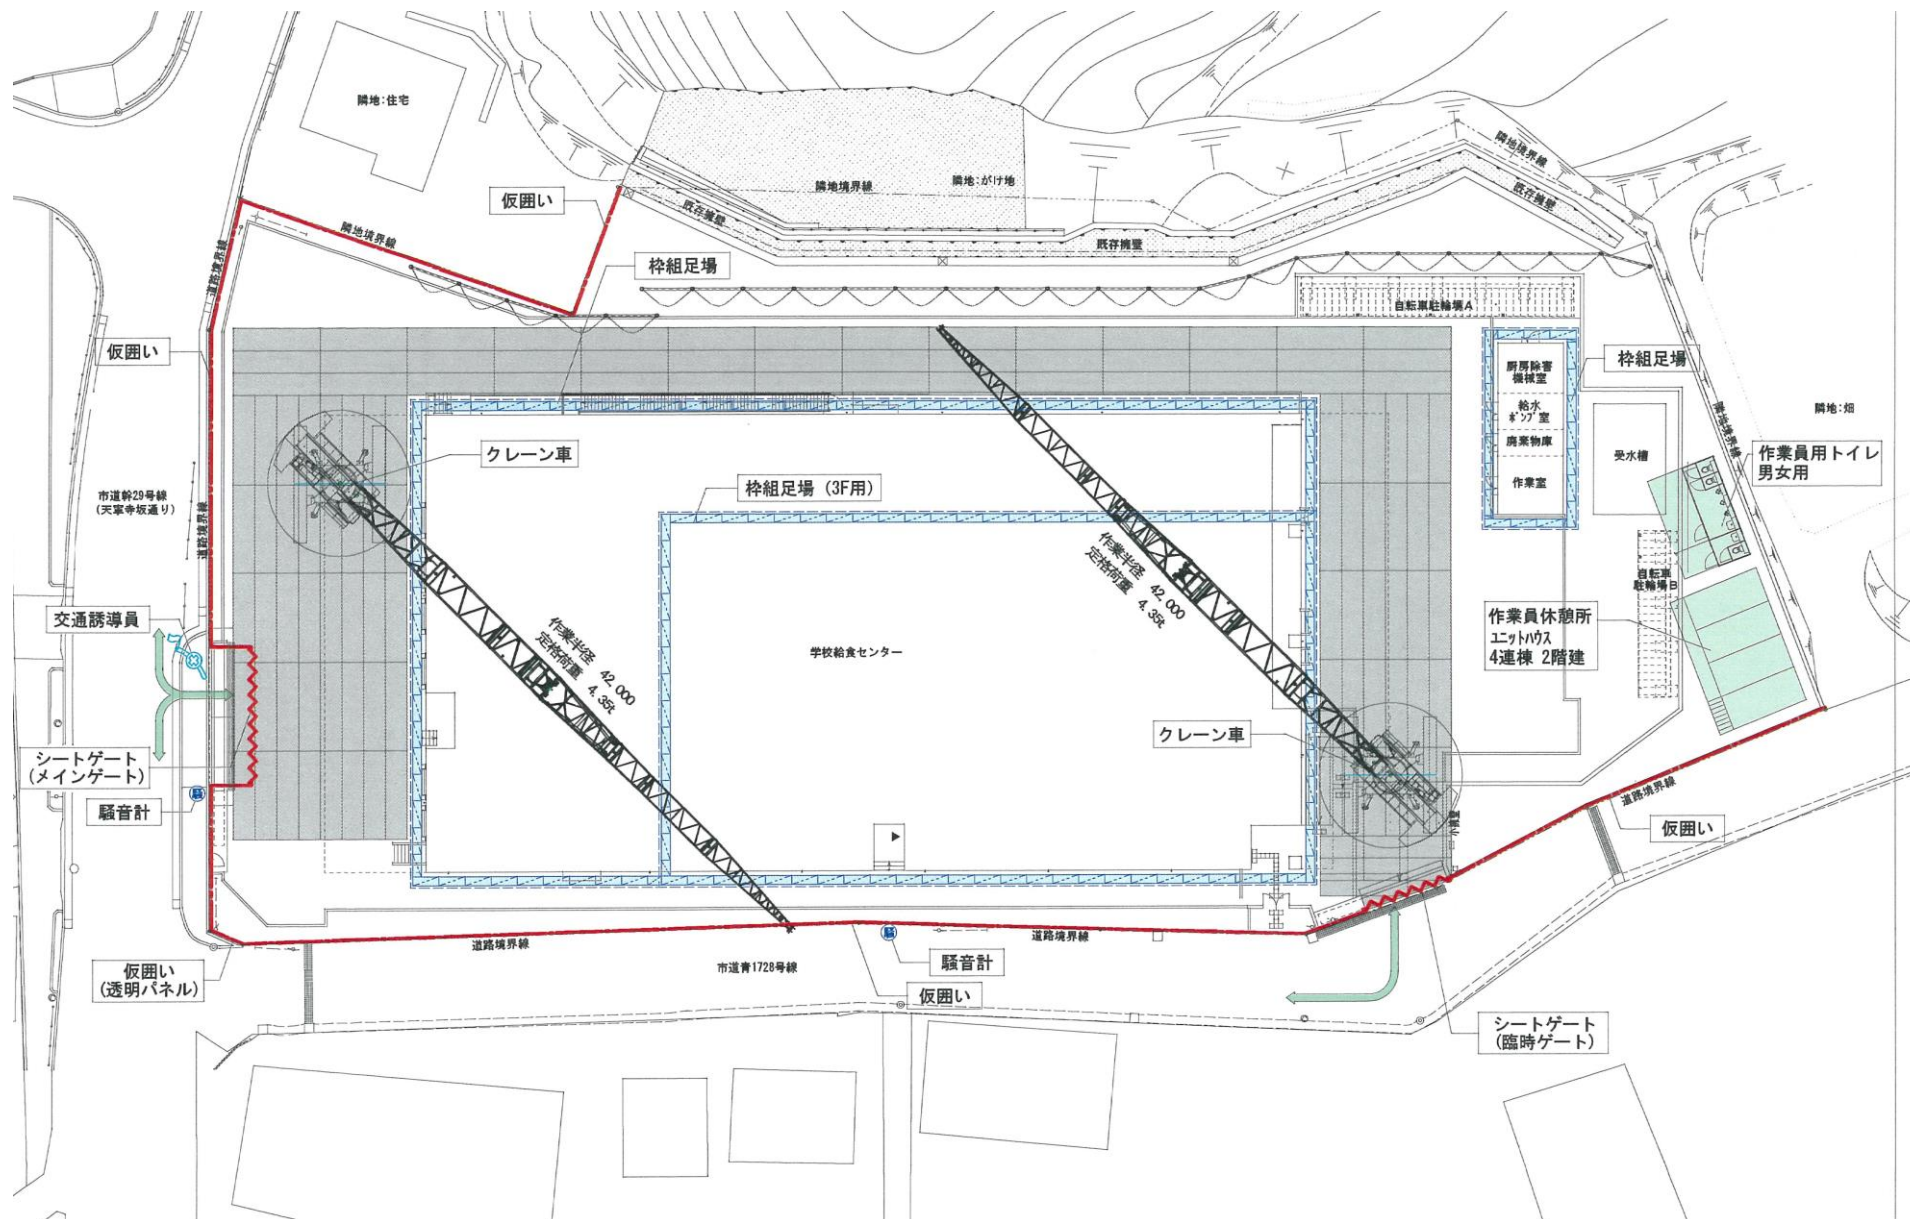 隣地:住宅
隣地境界線
仮囲い
隣地境界線
隣地:がけ地
隣地境界線
既存擁壁
既存擁壁
既存擁壁
道路境界線
枠組足場
自転車駐輪場A
仮囲い
厨房除害
機械室
給水
ポンプ室
廃棄物庫
作業室
枠組足場
受水槽
隣地境界線
隣地:畑
クレーン車
枠組足場 (3F用)
作業員用トイレ
男女用
市道幹29号線
(天寧寺坂通り)
道路境界線
作業半径 42,000
定格荷重 4.35t
自転車
駐輪場B
交通誘導員
作業半径 42,000
定格荷重 4.35t
学校給食センター
作業員休憩所
ユニットハウス
4連棟 2階建
クレーン車
シートゲート
(メインゲート)
騒音計
道路境界線
仮囲い
道路境界線
道路境界線
仮囲い
(透明パネル)
市道青1728号線
騒音計
仮囲い
シートゲート
(臨時ゲート)